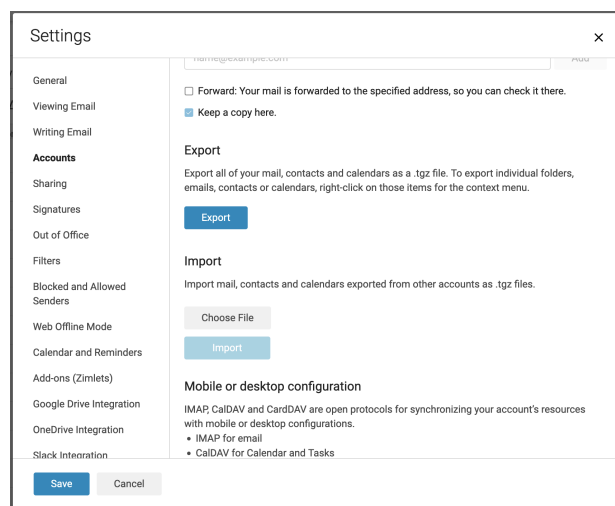 Settings
General
Viewing Email
Writing Email
Accounts
Sharing
Signatures
Out of Office
Filters
Blocked and Allowed
Senders
Web Offline Mode
Calendar and Reminders
Add-ons (Zimlets)
Google Drive Integration
OneDrive Integration
Slack Integration
name@example.com
Add
Forward: Your mail is forwarded to the specified address, so you can check it there.
Keep a copy here.
Export
Export all of your mail, contacts and calendars as a .tgz file. To export individual folders,
emails, contacts or calendars, right-click on those items for the context menu.
Export
Import
Import mail, contacts and calendars exported from other accounts as .tgz files.
Choose File
Import
Mobile or desktop configuration
IMAP, CalDAV and CardDAV are open protocols for synchronizing your account's resources
with mobile or desktop configurations.
• IMAP for email
• CalDAV for Calendar and Tasks
Save
Cancel